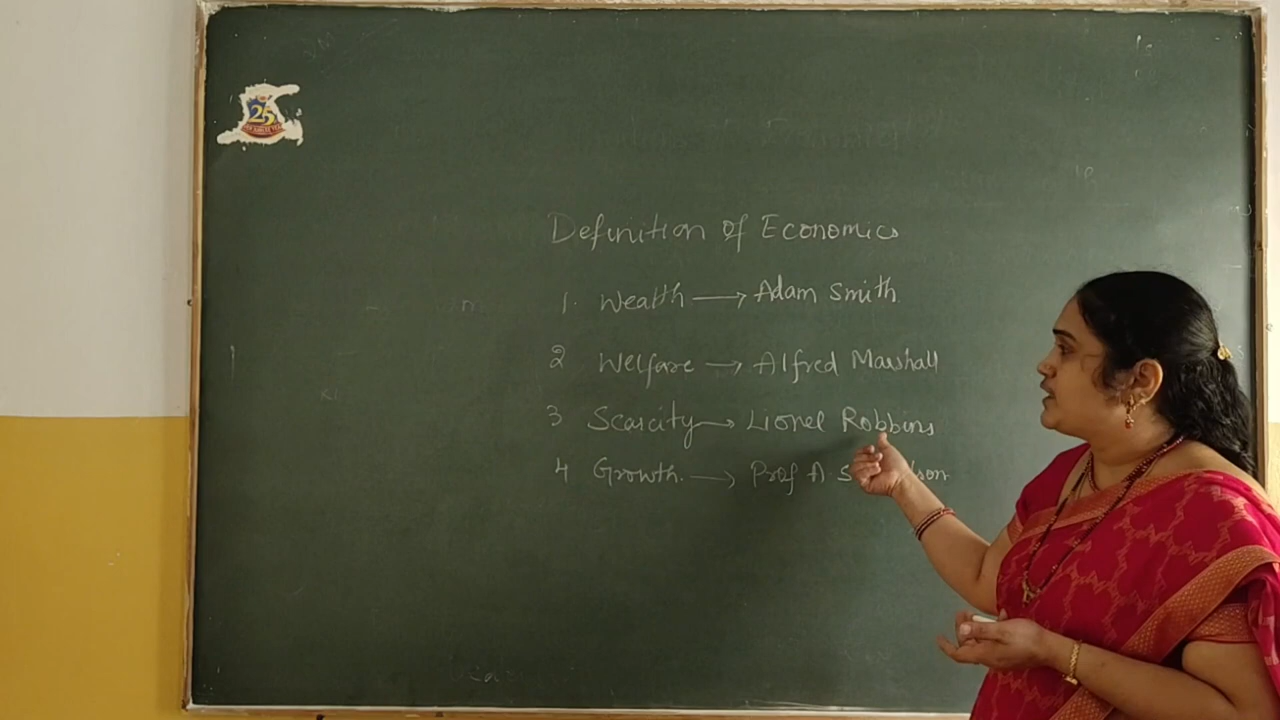 25
Definition of Economics
1. Wealth → Adam Smith
2 Welfare → Alfred Marshall
3 Scarcity → Lionel Robbins
4 Growth. → Prof A.